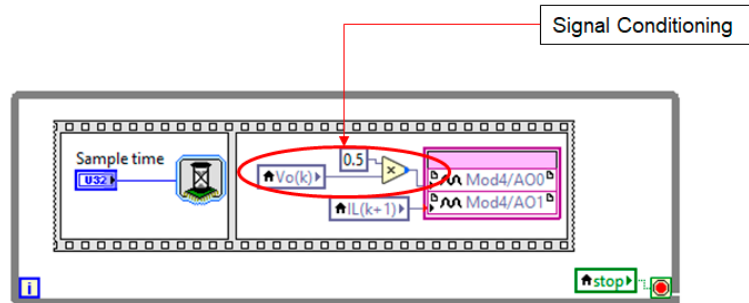 Signal Conditioning
Sample time
U32
0.5
Vo(k)
IL(k+1)
Mod4/AO0
Mod4/AO1
i
stop